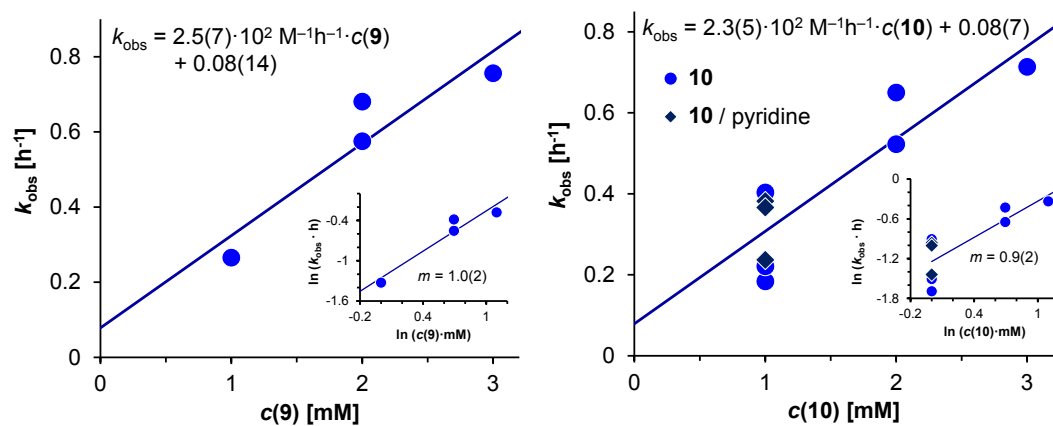 k_obs = 2.5(7)·10² M⁻¹h⁻¹·c(9)
+ 0.08(14)
0.8
0.6
0.4
0.2
0
k_obs [h⁻¹]
0
1
2
3
c(9) [mM]
-0.4
-1
-1.6
ln (k_obs · h)
m = 1.0(2)
-0.2
0.4
1
ln (c(9)·mM)
k_obs = 2.3(5)·10² M⁻¹h⁻¹·c(10) + 0.08(7)
10
10 / pyridine
0.8
0.6
0.4
0.2
0
k_obs [h⁻¹]
0
1
2
3
c(10) [mM]
0
-0.6
-1.2
-1.8
ln (k_obs · h)
m = 0.9(2)
-0.2
0.4
1
ln (c(10)·mM)